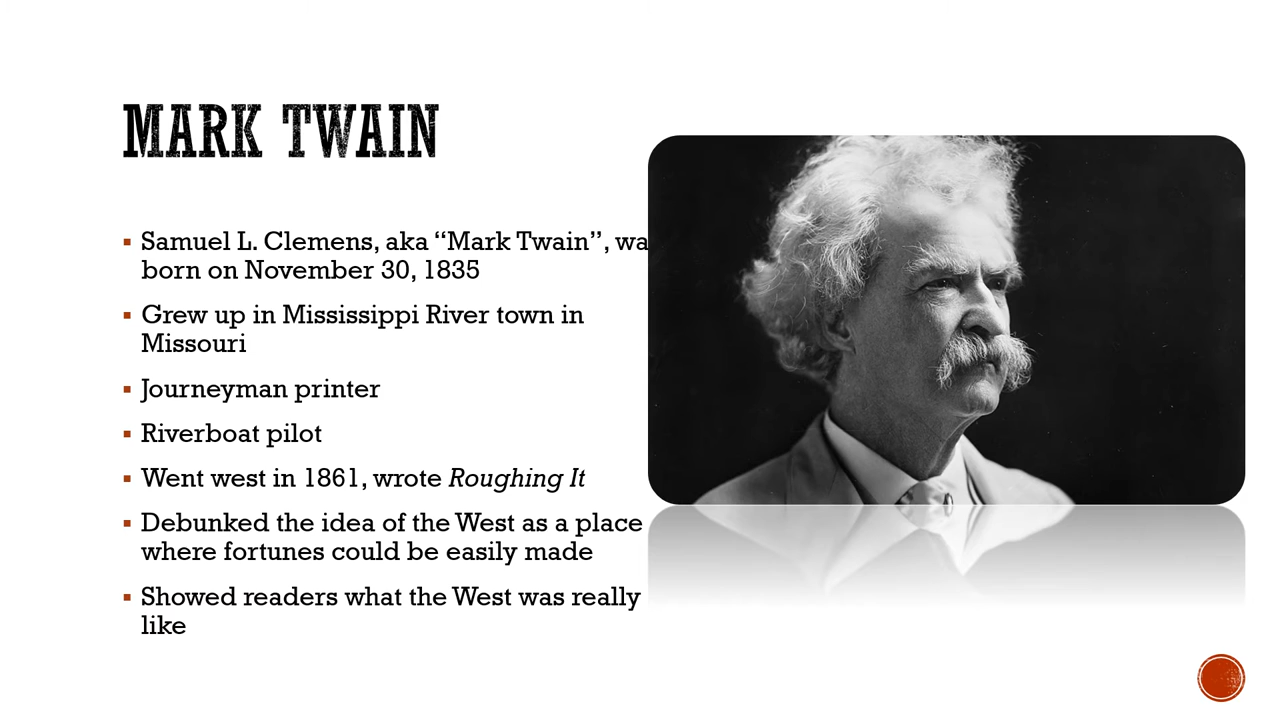 MARK TWAIN
▪ Samuel L. Clemens, aka “Mark Twain”, wa
born on November 30, 1835
▪ Grew up in Mississippi River town in
Missouri
▪ Journeyman printer
▪ Riverboat pilot
▪ Went west in 1861, wrote Roughing It
▪ Debunked the idea of the West as a place
where fortunes could be easily made
▪ Showed readers what the West was really
like